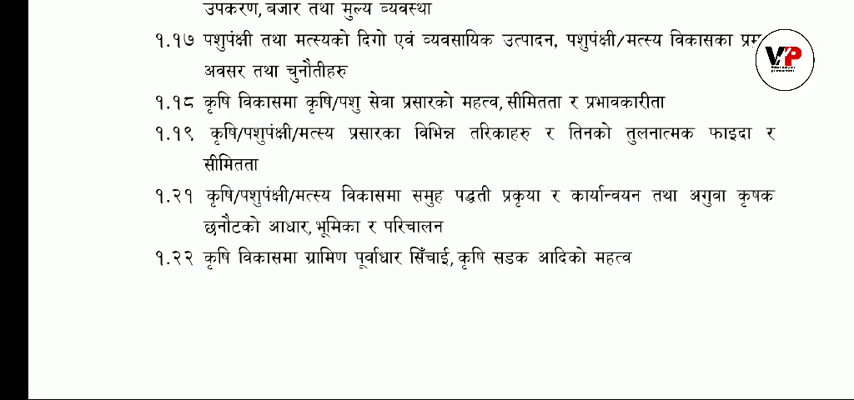 उपकरण, बजार तथा मुल्य व्यवस्था
१.१७ पशुपंक्षी तथा मत्स्यको दिगो एवं व्यवसायिक उत्पादन, पशुपंक्षी/मत्स्य विकासका
अवसर तथा चुनौतीहरु
१.१८ कृषि विकासमा कृषि/पशु सेवा प्रसारको महत्व, सीमितता र प्रभावकारीता
१.१९ कृषि/पशुपंक्षी/मत्स्य प्रसारका विभिन्न तरिकाहरु र तिनको तुलनात्मक फाइदा र
सीमितता
१.२१ कृषि/पशुपंक्षी/मत्स्य विकासमा समुह पद्धती प्रकृया र कार्यान्वयन तथा अगुवा कृषक
छनौटको आधार, भूमिका र परिचालन
१.२२ कृषि विकासमा ग्रामिण पूर्वाधार सिँचाई, कृषि सडक आदिको महत्व
VP